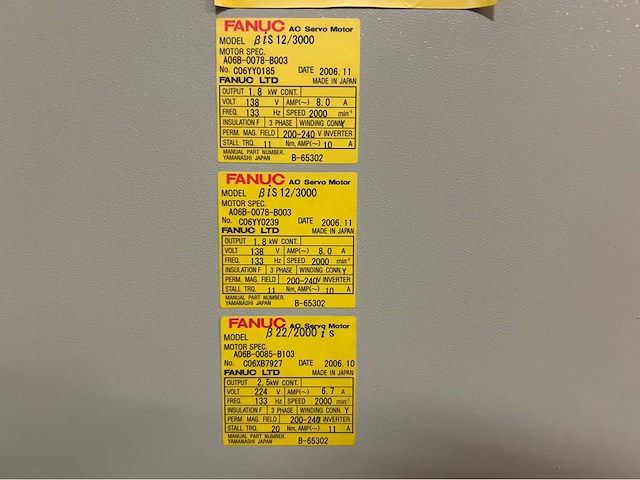 FANUC AC Servo Motor
MODEL βiS 12/3000
MOTOR SPEC.
A06B-0078-B003
No. C06YY0185 DATE 2006.11
FANUC LTD MADE IN JAPAN
OUTPUT 1.8 kW CONT.
VOLT 138 V AMP(~) 8.0 A
FREQ. 133 Hz SPEED 2000 min⁻¹
INSULATION F 3 PHASE WINDING CONN.Y
PERM. MAG. FIELD 200-240 V INVERTER
STALL TRQ. 11 Nm, AMP(~) 10 A
MANUAL PART NUMBER.
YAMANASHI JAPAN B-65302
FANUC AC Servo Motor
MODEL βiS 12/3000
MOTOR SPEC.
A06B-0078-B003
No. C06YY0239 DATE 2006.11
FANUC LTD MADE IN JAPAN
OUTPUT 1.8 kW CONT.
VOLT 138 V AMP(~) 8.0 A
FREQ. 133 Hz SPEED 2000 min⁻¹
INSULATION F 3 PHASE WINDING CONN.Y
PERM. MAG. FIELD 200-240V INVERTER
STALL TRQ. 11 Nm, AMP(~) 10 A
MANUAL PART NUMBER.
YAMANASHI JAPAN B-65302
FANUC AC Servo Motor
MODEL β22/2000 iS
MOTOR SPEC.
A06B-0085-B103
No. C06XB7927 DATE 2006.10
FANUC LTD MADE IN JAPAN
OUTPUT 2.5kW CONT.
VOLT 224 V AMP(~) 6.7 A
FREQ. 133 Hz SPEED 2000 min⁻¹
INSULATION F 3 PHASE WINDING CONN. Y
PERM. MAG. FIELD 200-240V INVERTER
STALL TRQ. 20 Nm, AMP(~) 11 A
MANUAL PART NUMBER.
YAMANASHI JAPAN B-65302